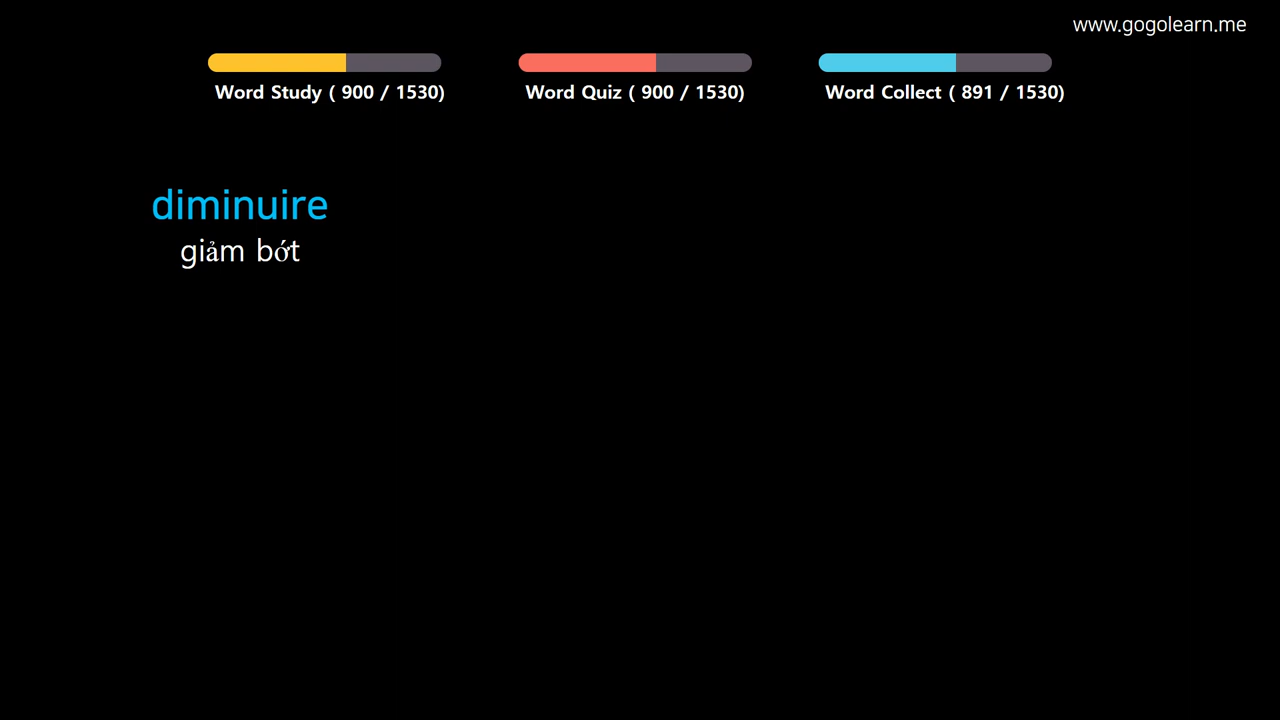 www.gogolearn.me
Word Study ( 900 / 1530)
Word Quiz ( 900 / 1530)
Word Collect ( 891 / 1530)
diminuire
giảm bớt